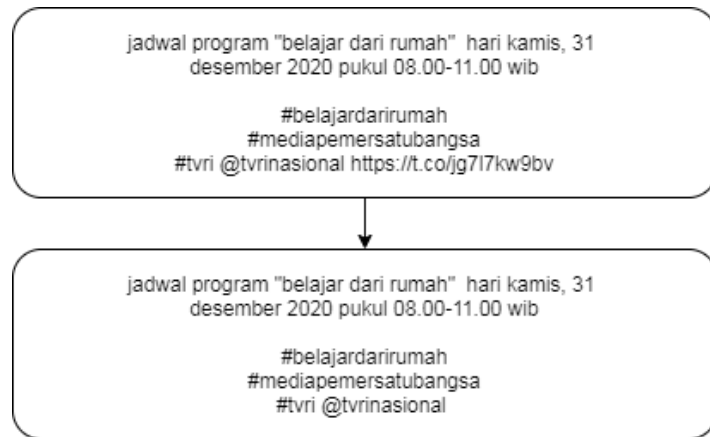 jadwal program "belajar dari rumah"  hari kamis, 31
desember 2020 pukul 08.00-11.00 wib
#belajardarirumah
#mediapemersatubangsa
#tvri @tvrinasional https://t.co/jg7l7kw9bv
jadwal program "belajar dari rumah"  hari kamis, 31
desember 2020 pukul 08.00-11.00 wib
#belajardarirumah
#mediapemersatubangsa
#tvri @tvrinasional